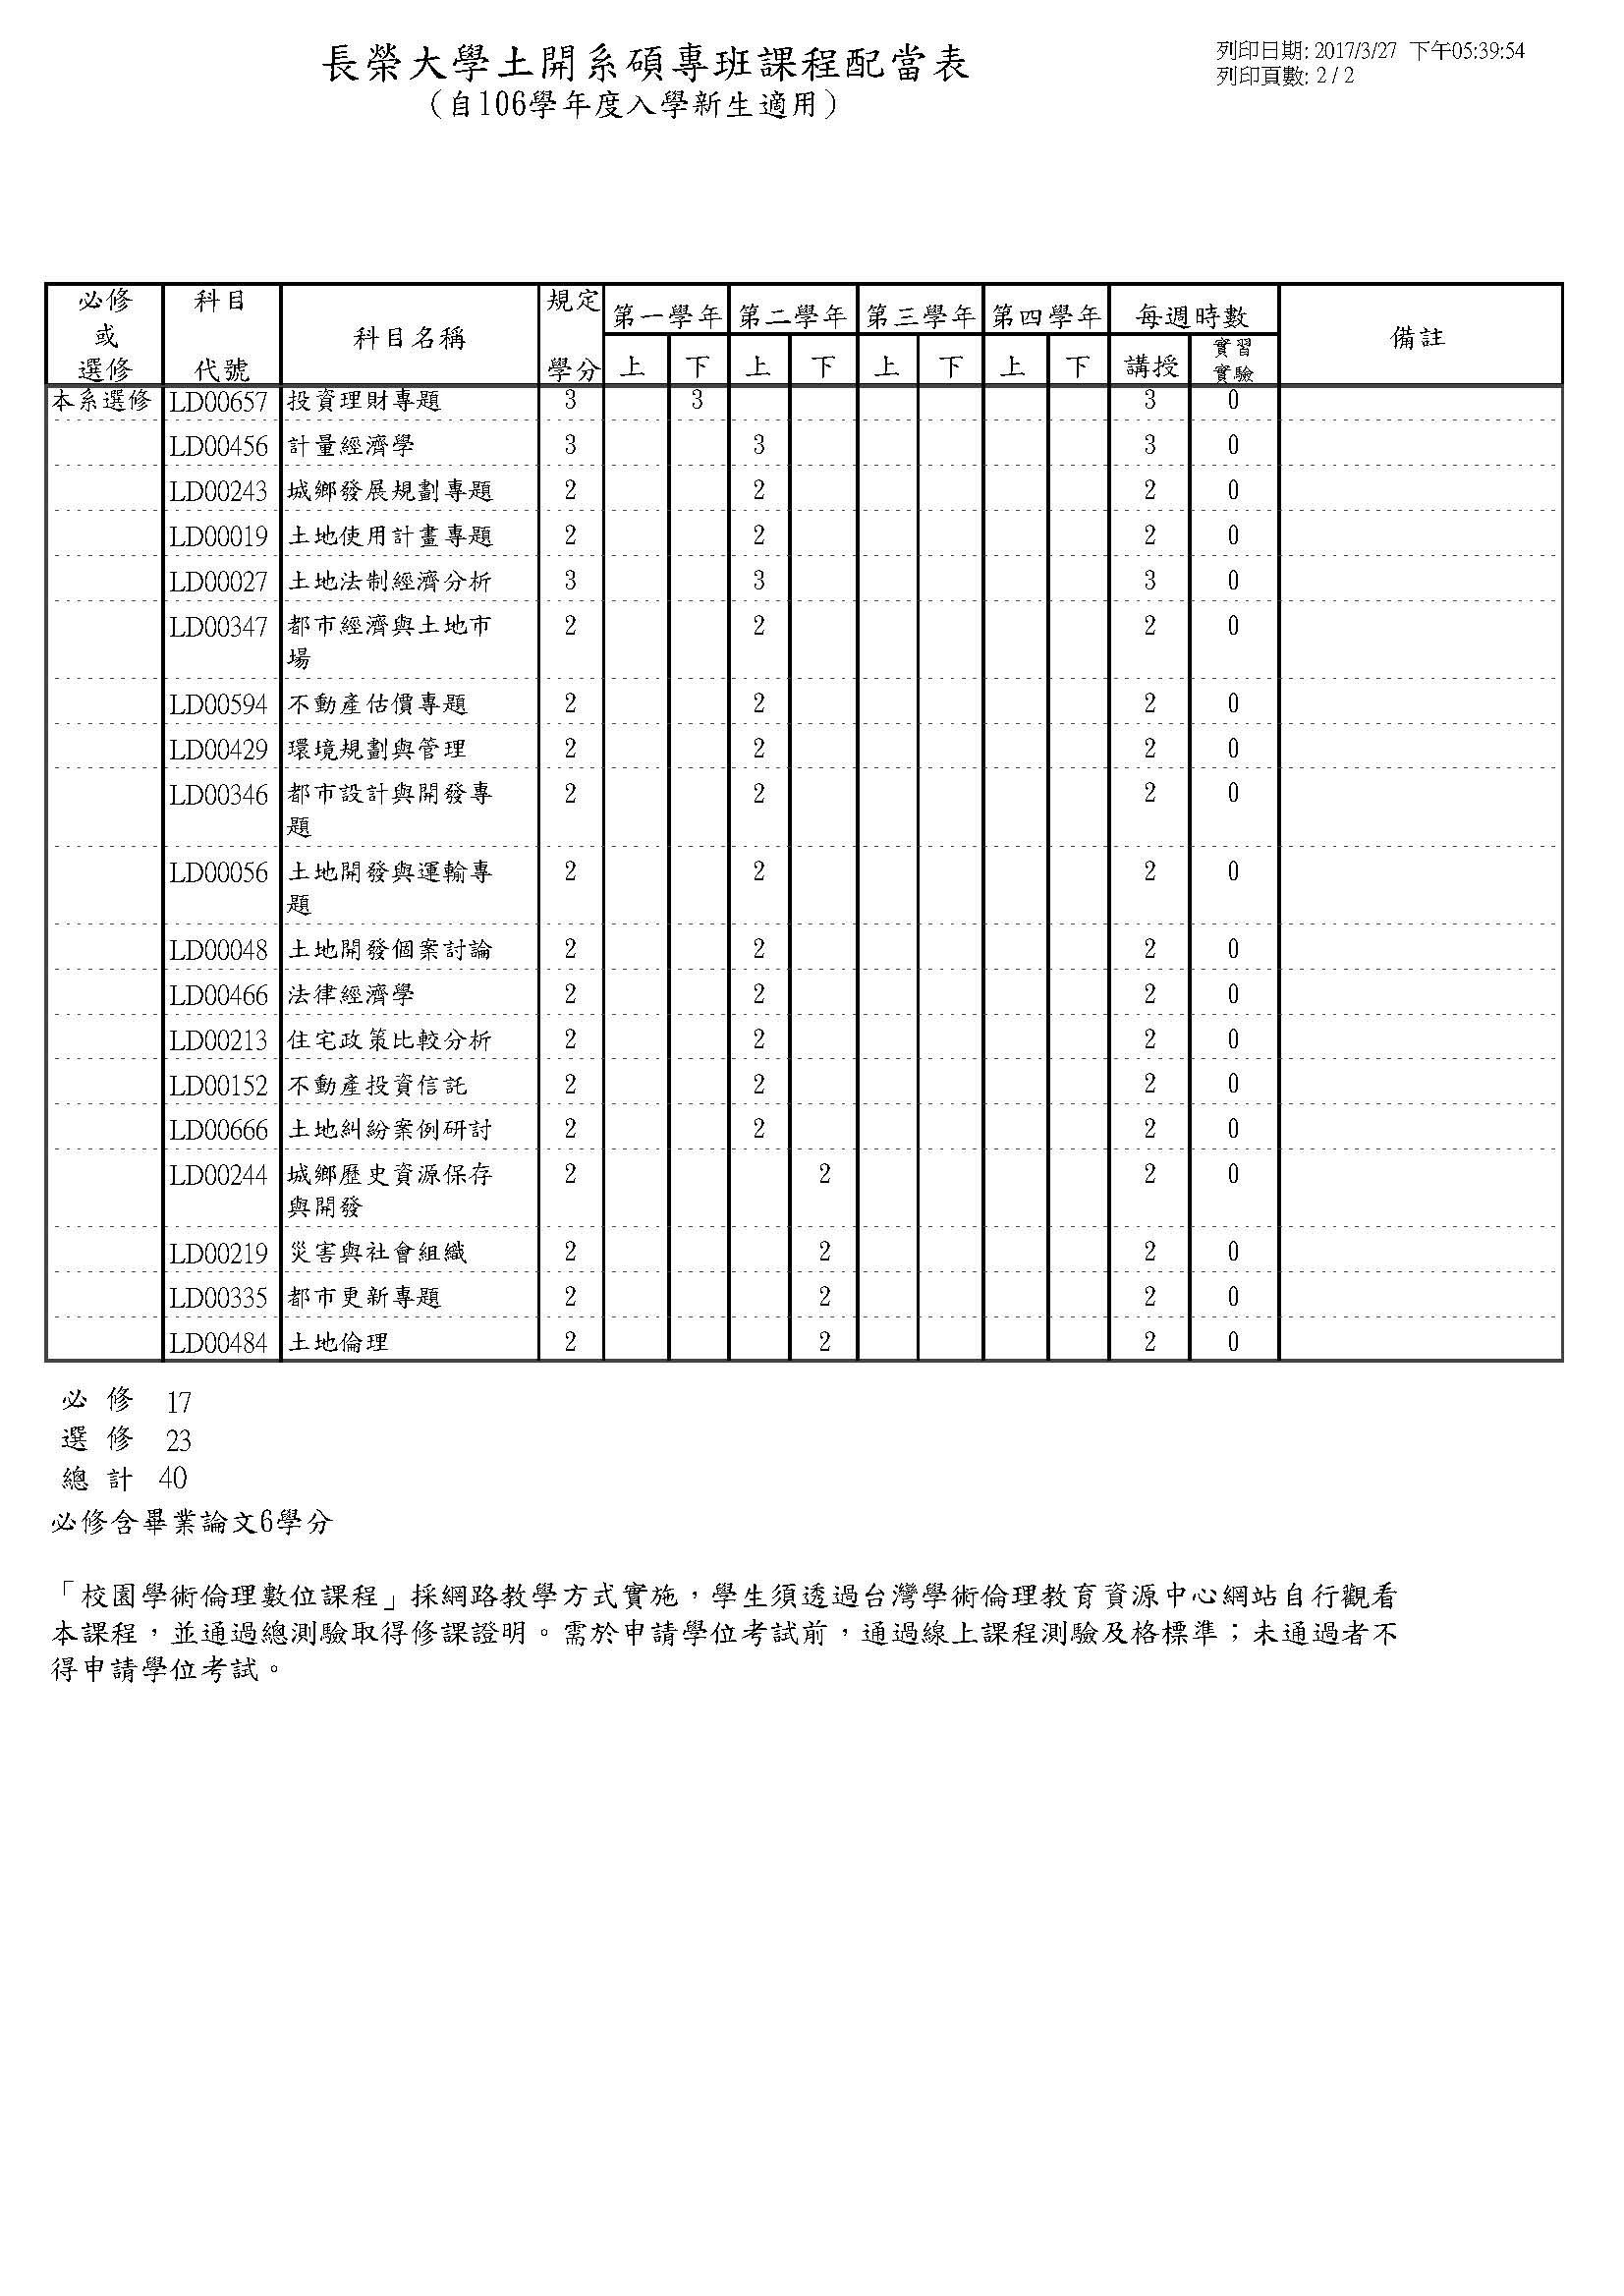 長榮大學土開系碩專班課程配當表
（自106學年度入學新生適用）
列印日期: 2017/3/27 下午05:39:54
列印頁數: 2 / 2
必修或選修 科目代號 科目名稱 規定學分 第一學年 第二學年 第三學年 第四學年 每週時數 備註
上 下 上 下 上 下 上 下 講授 實習實驗
本系選修 LD00657 投資理財專題 3 3 3 0
LD00456 計量經濟學 3 3 3 0
LD00243 城鄉發展規劃專題 2 2 2 0
LD00019 土地使用計畫專題 2 2 2 0
LD00027 土地法制經濟分析 3 3 3 0
LD00347 都市經濟與土地市 2 2 2 0
場
LD00594 不動產估價專題 2 2 2 0
LD00429 環境規劃與管理 2 2 2 0
LD00346 都市設計與開發專 2 2 2 0
題
LD00056 土地開發與運輸專 2 2 2 0
題
LD00048 土地開發個案討論 2 2 2 0
LD00466 法律經濟學 2 2 2 0
LD00213 住宅政策比較分析 2 2 2 0
LD00152 不動產投資信託 2 2 2 0
LD00666 土地糾紛案例研討 2 2 2 0
LD00244 城鄉歷史資源保存 2 2 2 0
與開發
LD00219 災害與社會組織 2 2 2 0
LD00335 都市更新專題 2 2 2 0
LD00484 土地倫理 2 2 2 0
必 修 17
選 修 23
總 計 40
必修含畢業論文6學分
「校園學術倫理數位課程」採網路教學方式實施，學生須透過台灣學術倫理教育資源中心網站自行觀看
本課程，並通過總測驗取得修課證明。需於申請學位考試前，通過線上課程測驗及格標準；未通過者不
得申請學位考試。